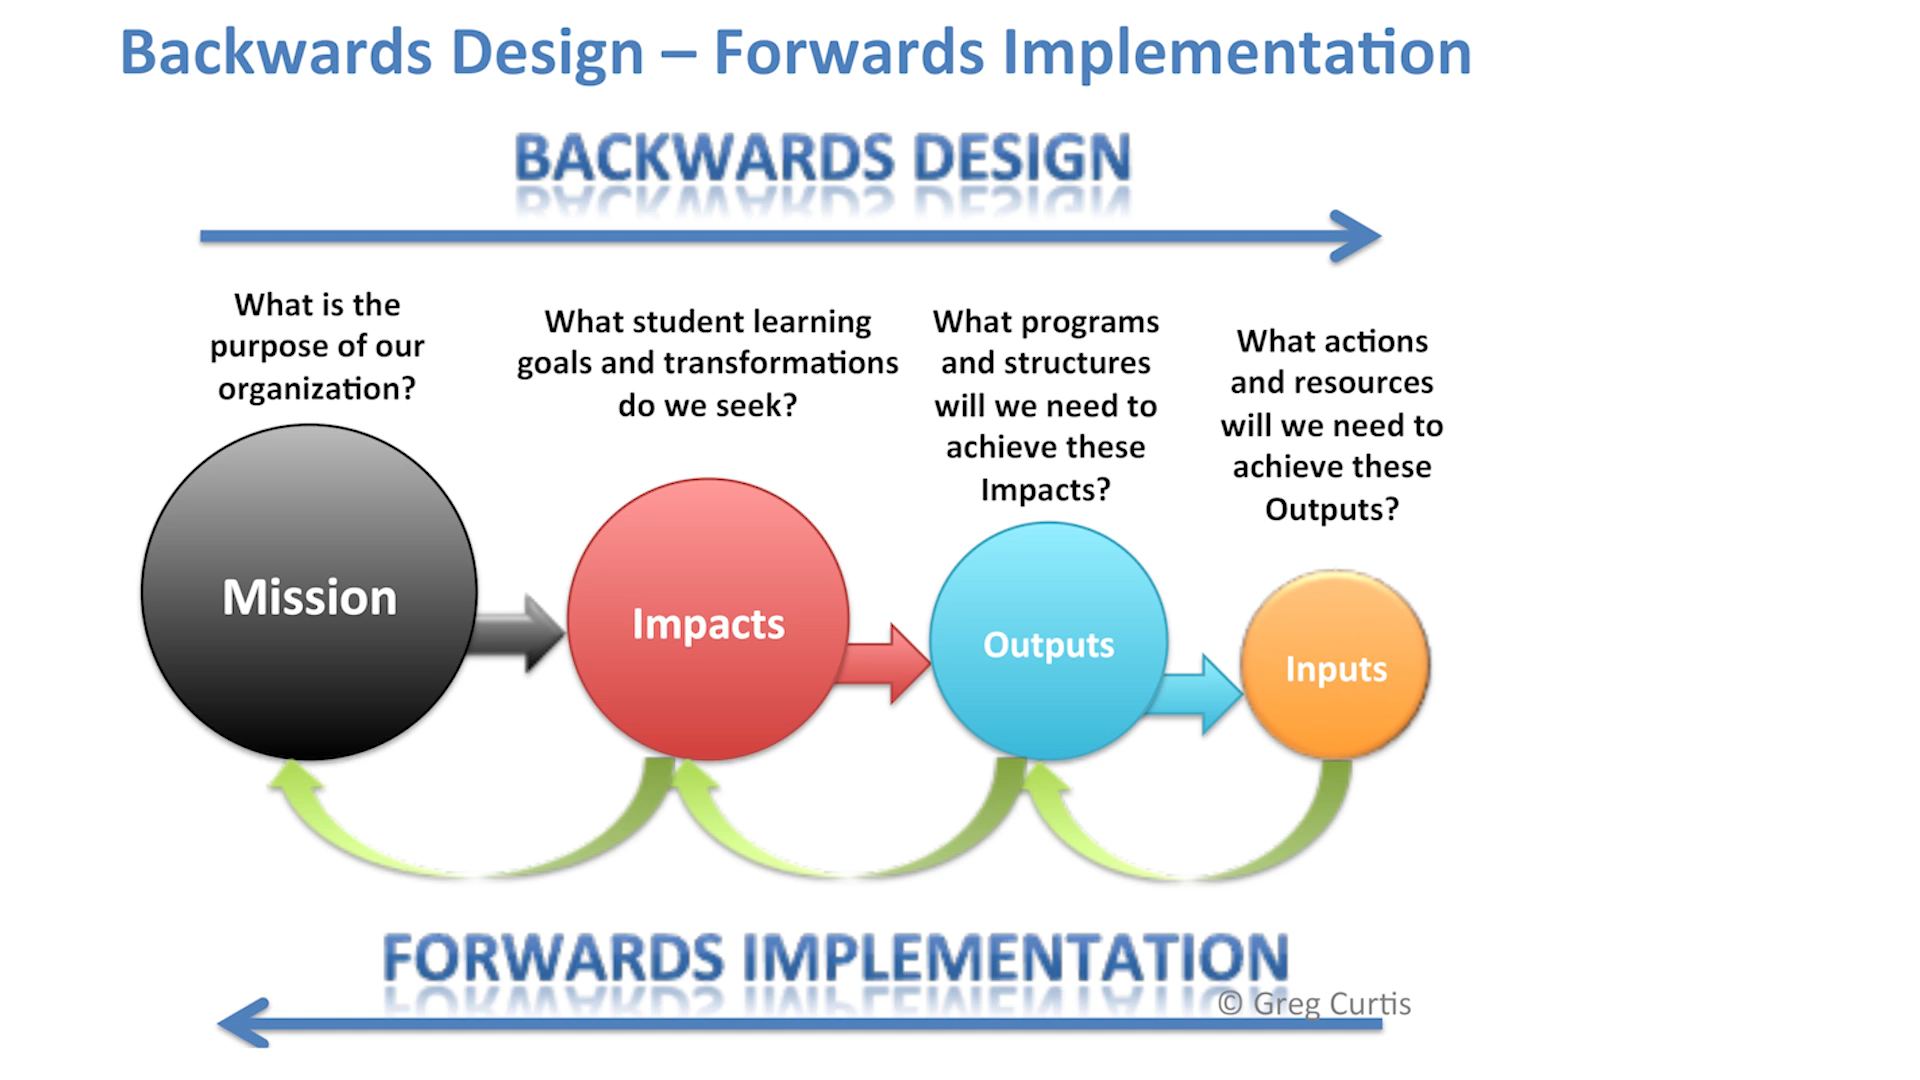 Backwards Design – Forwards Implementation
BACKWARDS DESIGN
What is the
purpose of our
organization?
What student learning
goals and transformations
do we seek?
What programs
and structures
will we need to
achieve these
Impacts?
What actions
and resources
will we need to
achieve these
Outputs?
Mission
Impacts
Outputs
Inputs
FORWARDS IMPLEMENTATION
© Greg Curtis